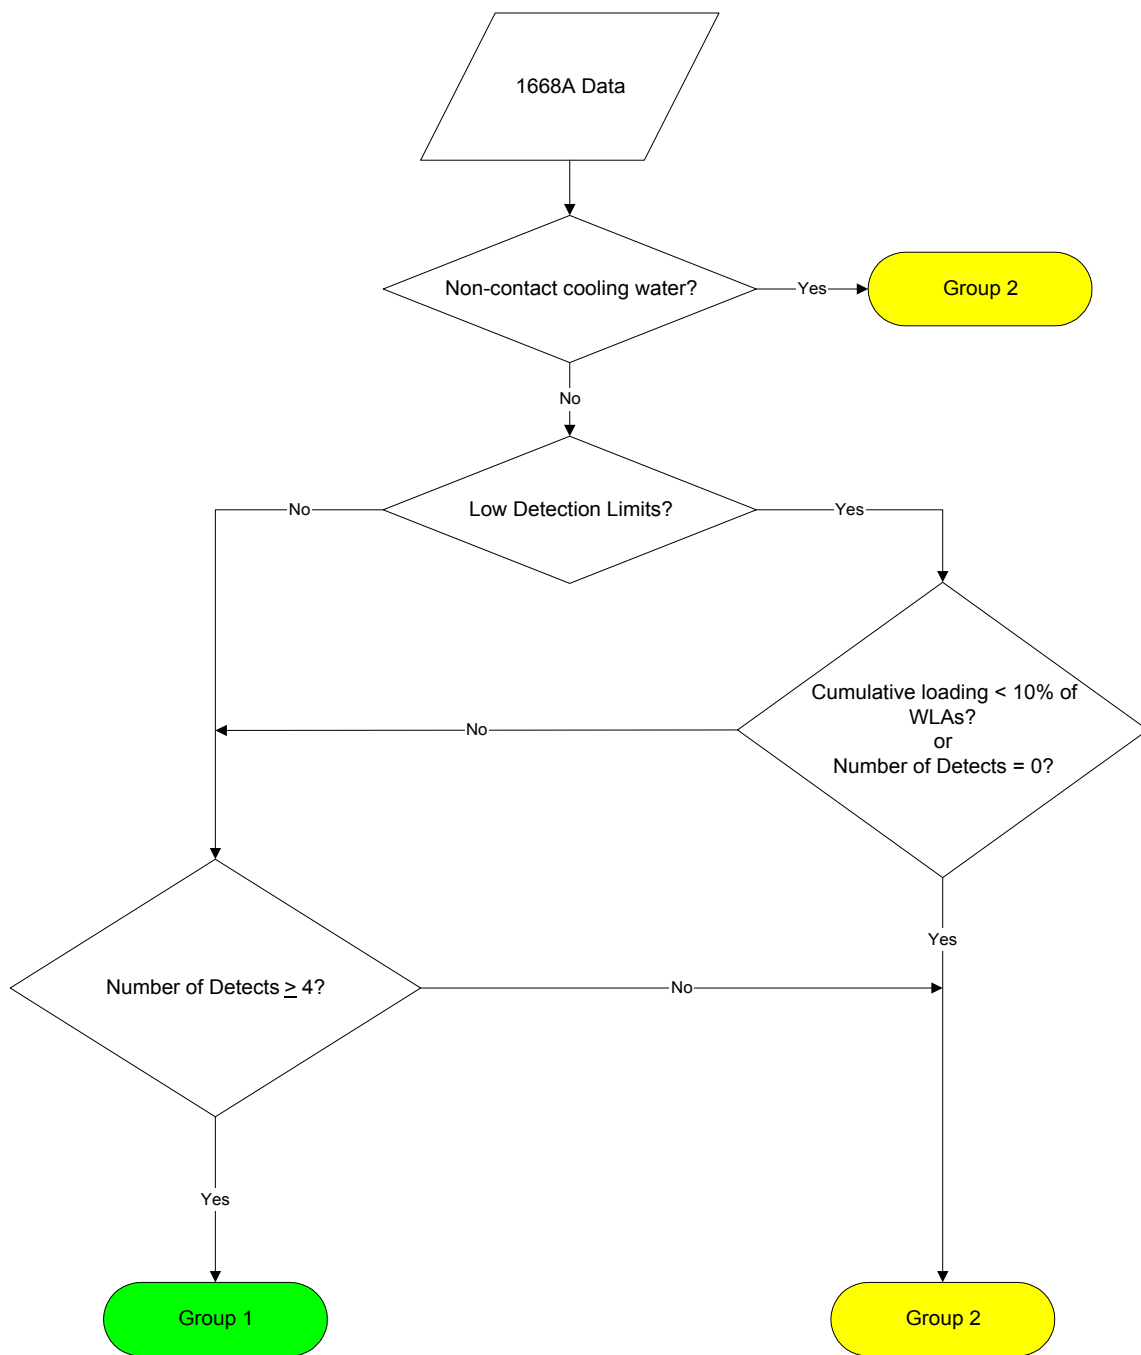 1668A Data
Non-contact cooling water?
Yes
Group 2
No
Low Detection Limits?
No
Yes
Cumulative loading < 10% of
WLAs?
or
Number of Detects = 0?
No
Yes
Number of Detects ≥ 4?
No
Yes
Group 1
Group 2